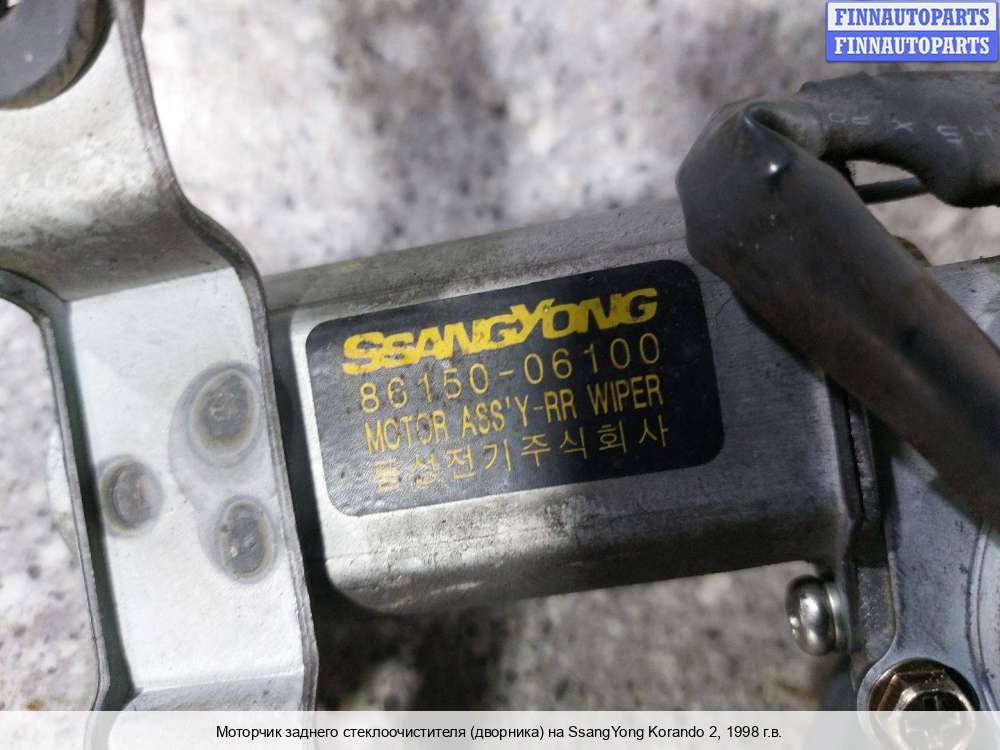 FINNAUTOPARTS
FINNAUTOPARTS
SSANGYONG
86150-06100
MOTOR ASS'Y-RR WIPER
풍성전기주식회사
Моторчик заднего стеклоочистителя (дворника) на SsangYong Korando 2, 1998 г.в.